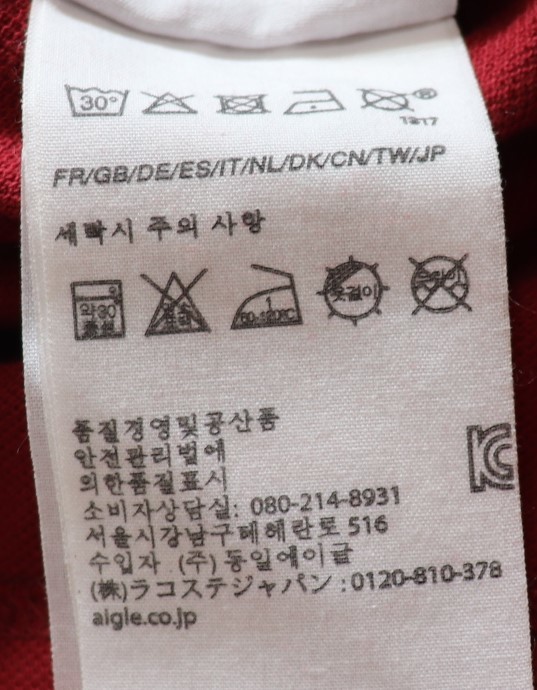 30°
®
1217
FR/GB/DE/ES/IT/NL/DK/CN/TW/JP
세탁시 주의 사항
약30
중성
표백
1
80-120℃
옷걸이
드라이
품질경영및공산품
안전관리법에
의한품질표시
소비자상담실: 080-214-8931
서울시강남구테헤란로 516
수입자 : (주) 동일에이글
(株)ラコステジャパン : 0120-810-378
aigle.co.jp